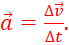 a⃗ = Δv⃗/Δt.